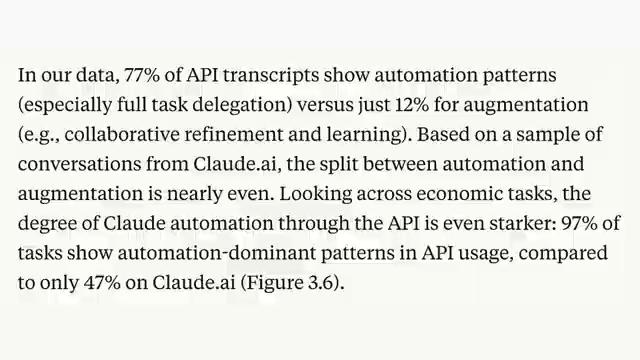 In our data, 77% of API transcripts show automation patterns
(especially full task delegation) versus just 12% for augmentation
(e.g., collaborative refinement and learning). Based on a sample of
conversations from Claude.ai, the split between automation and
augmentation is nearly even. Looking across economic tasks, the
degree of Claude automation through the API is even starker: 97% of
tasks show automation-dominant patterns in API usage, compared
to only 47% on Claude.ai (Figure 3.6).